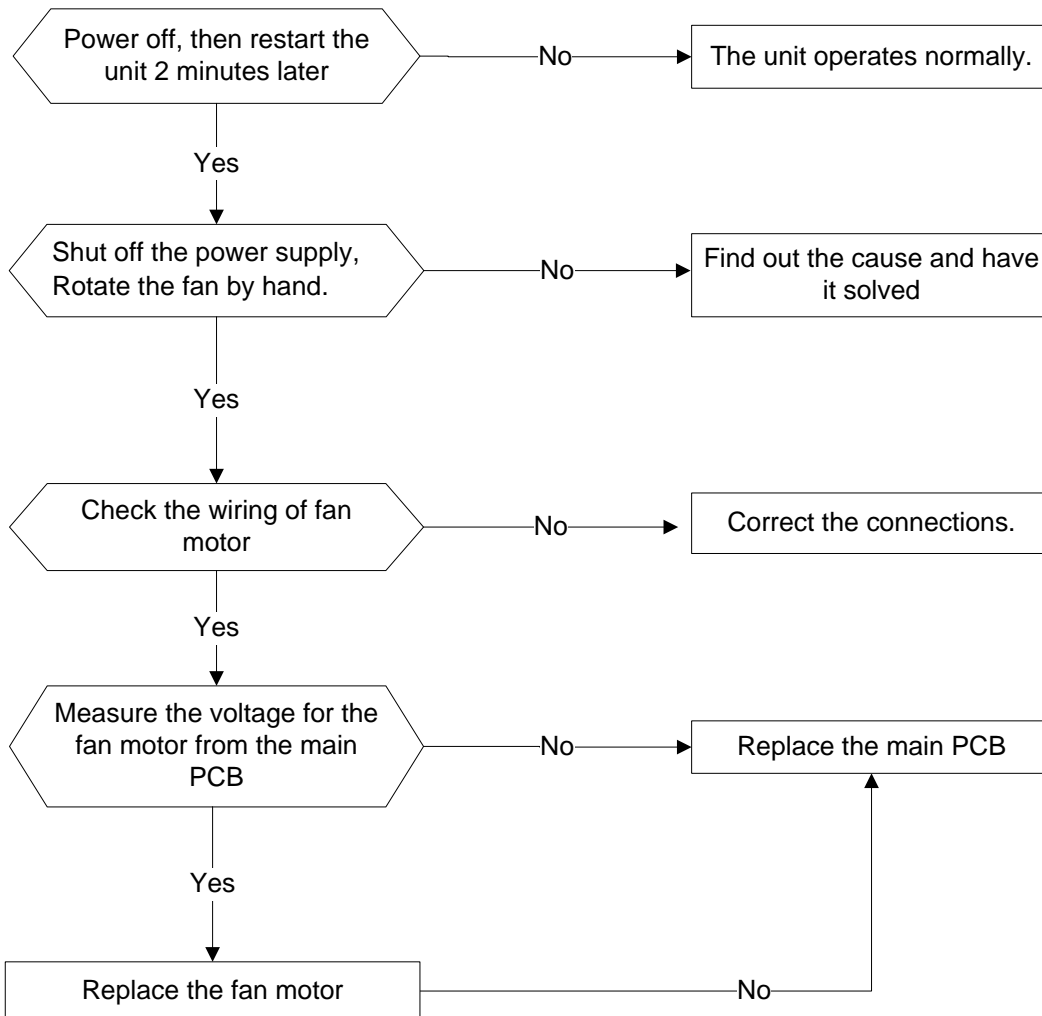 Power off, then restart the
unit 2 minutes later
No
The unit operates normally.
Yes
Shut off the power supply,
Rotate the fan by hand.
No
Find out the cause and have
it solved
Yes
Check the wiring of fan
motor
No
Correct the connections.
Yes
Measure the voltage for the
fan motor from the main
PCB
No
Replace the main PCB
Yes
Replace the fan motor
No